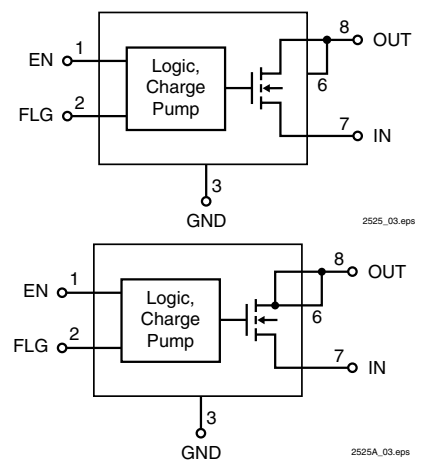 8
OUT
1
EN
Logic,
Charge
Pump
6
2
FLG
7
IN
3
GND
2525_03.eps
8
OUT
1
EN
Logic,
Charge
Pump
6
2
FLG
7
IN
3
GND
2525A_03.eps